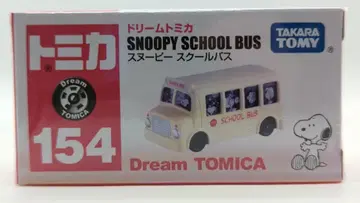 トミカ
ドリームトミカ
SNOOPY SCHOOL BUS
スヌーピー スクールバス
TAKARA
TOMY
Dream
TOMICA
154
SCHOOL BUS
Dream TOMICA